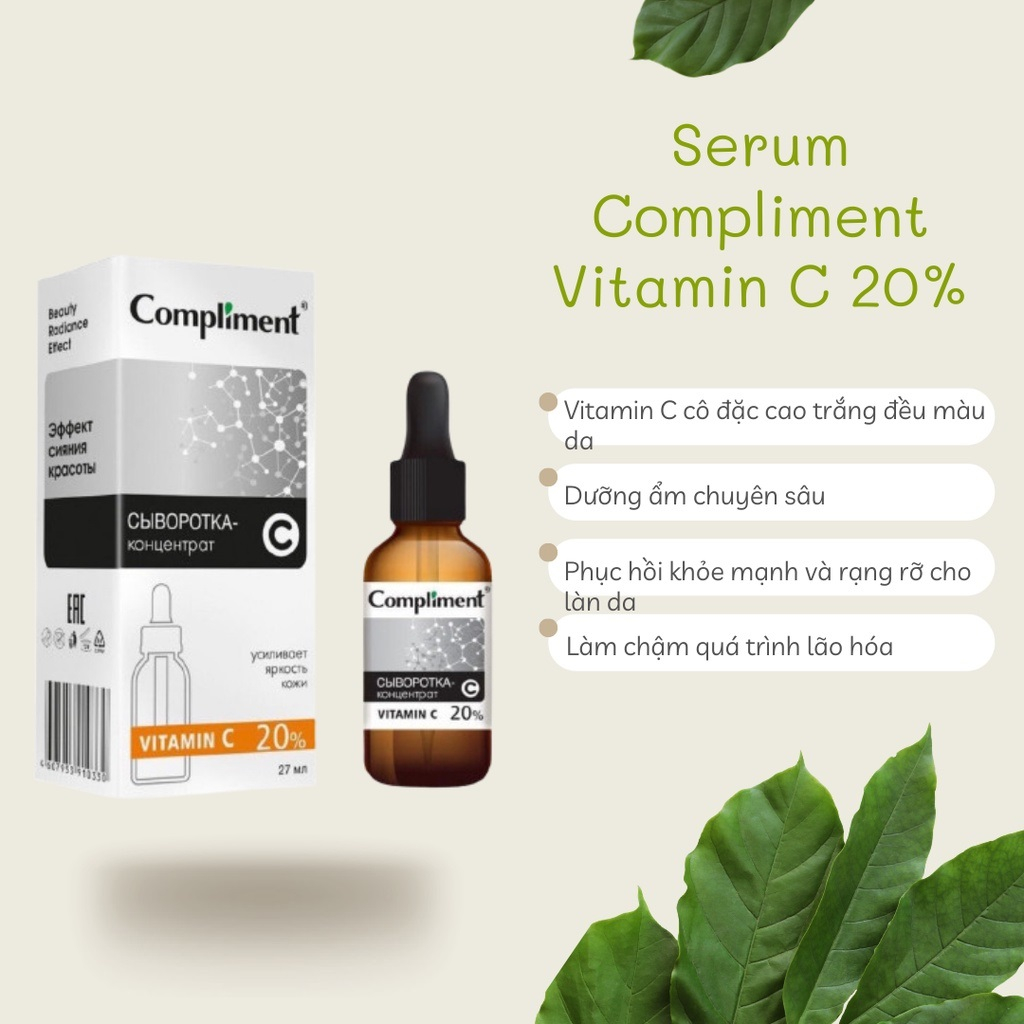 Serum
Compliment
Vitamin C 20%
Vitamin C cô đặc cao trắng đều màu
da
Dưỡng ẩm chuyên sâu
Phục hồi khỏe mạnh và rạng rỡ cho
làn da
Làm chậm quá trình lão hóa
Beauty
Radiance
Effect
Эффект
сияния
красоты
EAC
Compliment®
СЫВОРОТКА-
концентрат
C
усиливает
яркость
кожи
VITAMIN C 20%
27 мл
Compliment®
СЫВОРОТКА-
концентрат
C
VITAMIN C 20%